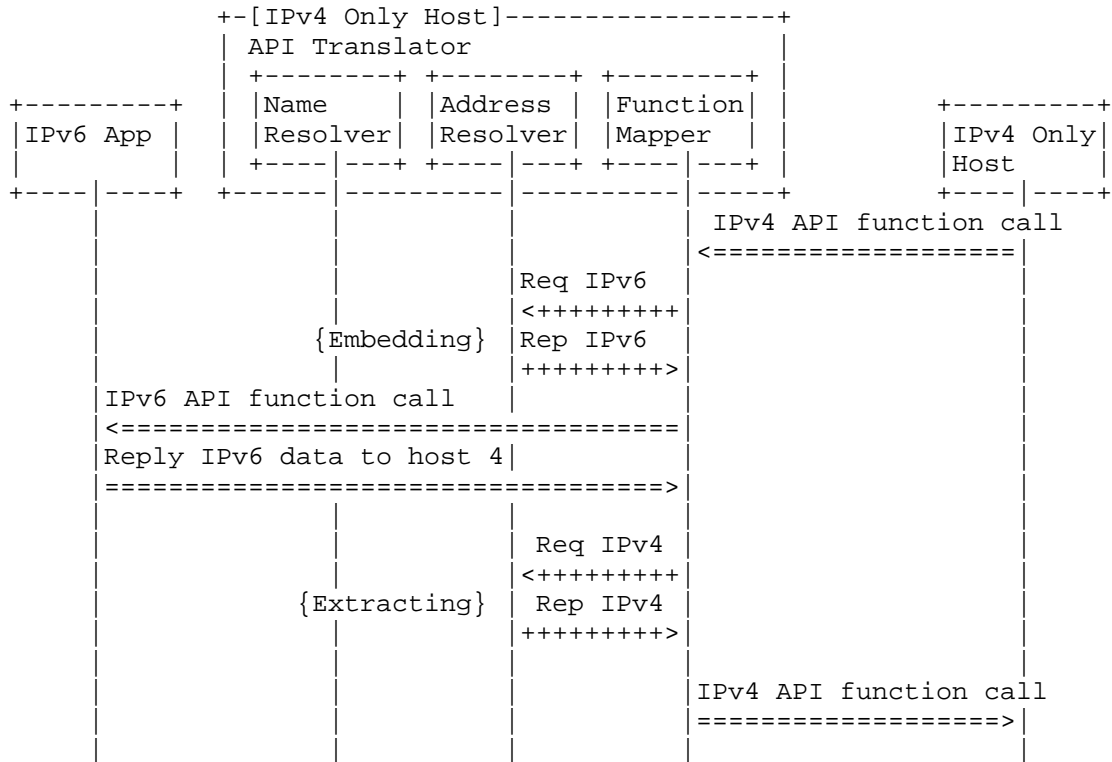 [IPv4 Only Host]
API Translator
Name Address Function
IPv6 App Resolver Resolver Mapper IPv4 Only
Host
IPv4 API function call
Req IPv6
{Embedding} Rep IPv6
IPv6 API function call
Reply IPv6 data to host 4
Req IPv4
{Extracting} Rep IPv4
IPv4 API function call